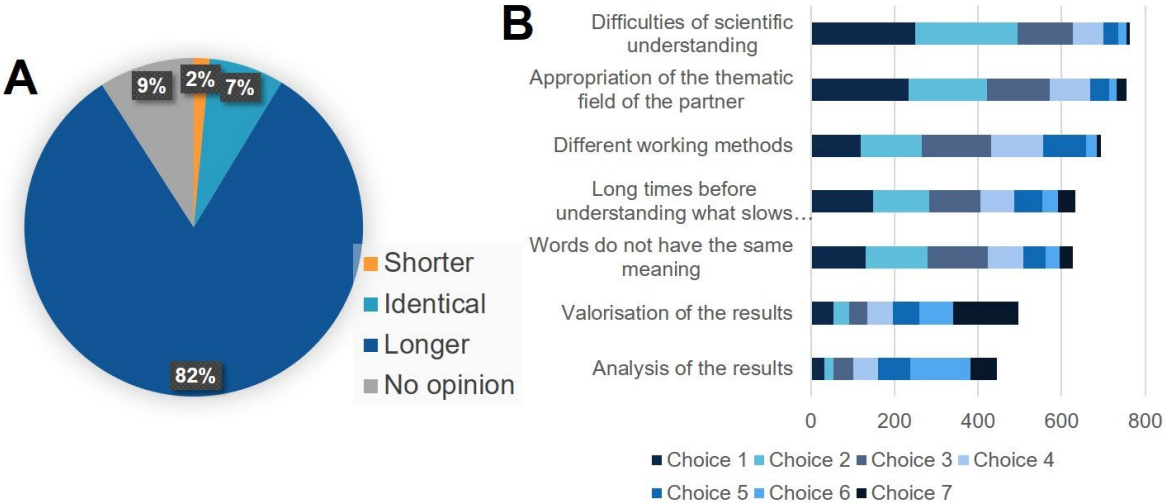 A
9%
2%
7%
82%
Shorter
Identical
Longer
No opinion
B
Difficulties of scientific
understanding
Appropriation of the thematic
field of the partner
Different working methods
Long times before
understanding what slows…
Words do not have the same
meaning
Valorisation of the results
Analysis of the results
0 200 400 600 800
Choice 1 Choice 2 Choice 3 Choice 4
Choice 5 Choice 6 Choice 7